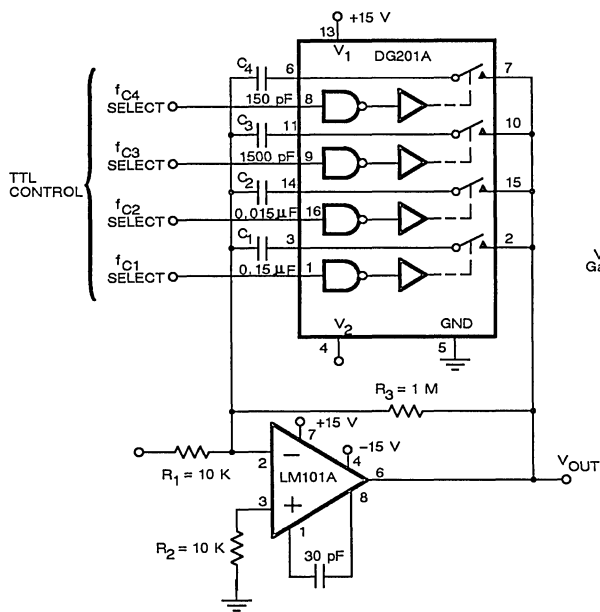 +15 V
13
V1
DG201A
C4
6
7
fC4
SELECT
150 pF
8
C3
11
10
fC3
SELECT
1500 pF
9
TTL
CONTROL
C2
14
15
fC2
SELECT
0.015 µF
16
C1
3
2
fC1
SELECT
0.15 µF
1
V
Ga
V2
GND
4
5
R3 = 1 M
+15 V
7
-15 V
4
2
−
LM101A
6
VOUT
R1 = 10 K
8
3
+
1
R2 = 10 K
30 pF